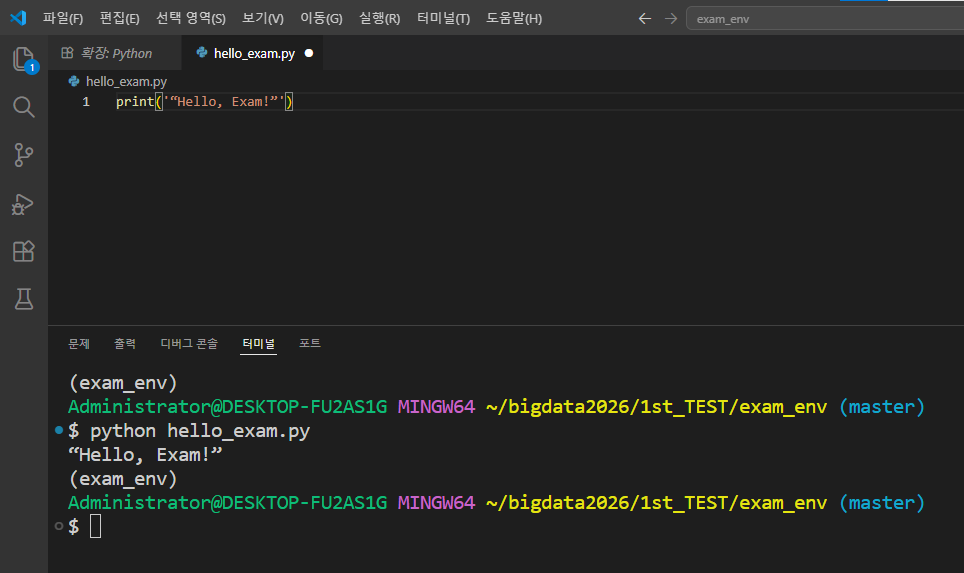 파일(F) 편집(E) 선택 영역(S) 보기(V) 이동(G) 실행(R) 터미널(T) 도움말(H) exam_env
1
확장: Python hello_exam.py
hello_exam.py
1 print('“Hello, Exam!”')
문제 출력 디버그 콘솔 터미널 포트
(exam_env)
Administrator@DESKTOP-FU2AS1G MINGW64 ~/bigdata2026/1st_TEST/exam_env (master)
$ python hello_exam.py
“Hello, Exam!”
(exam_env)
Administrator@DESKTOP-FU2AS1G MINGW64 ~/bigdata2026/1st_TEST/exam_env (master)
$